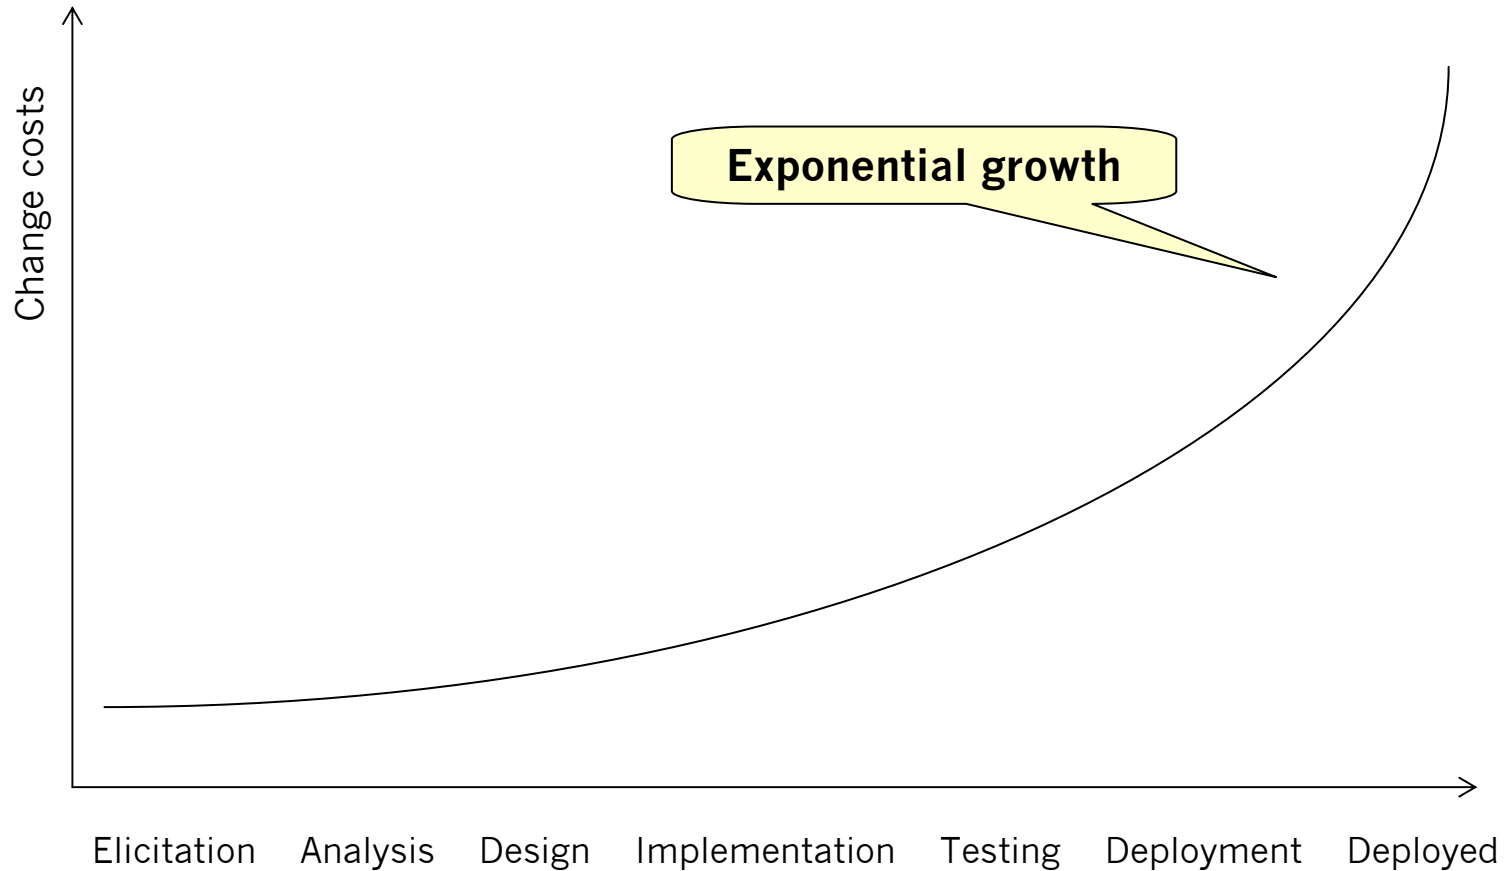 Change costs
Exponential growth
Elicitation Analysis Design Implementation Testing Deployment Deployed